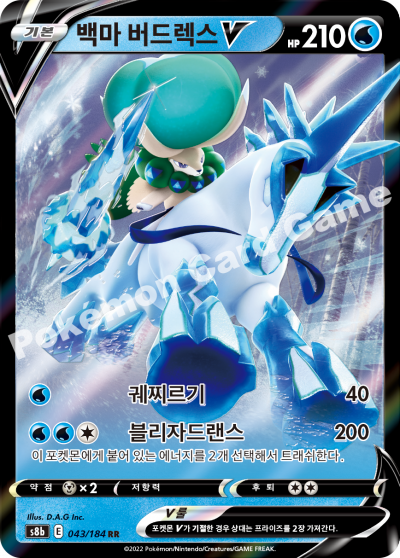 기본 백마 버드렉스 V HP 210
Pokémon Card Game
궤찌르기 40
블리자드랜스 200
이 포켓몬에게 붙어 있는 에너지를 2개 선택해서 트래쉬한다.
약점 ×2 저항력 후퇴
Illus. D.A.G Inc.
V룰
s8b E 043/184 RR
포켓몬 V가 기절한 경우 상대는 프라이즈를 2장 가져간다.
©2022 Pokémon/Nintendo/Creatures/GAME FREAK.